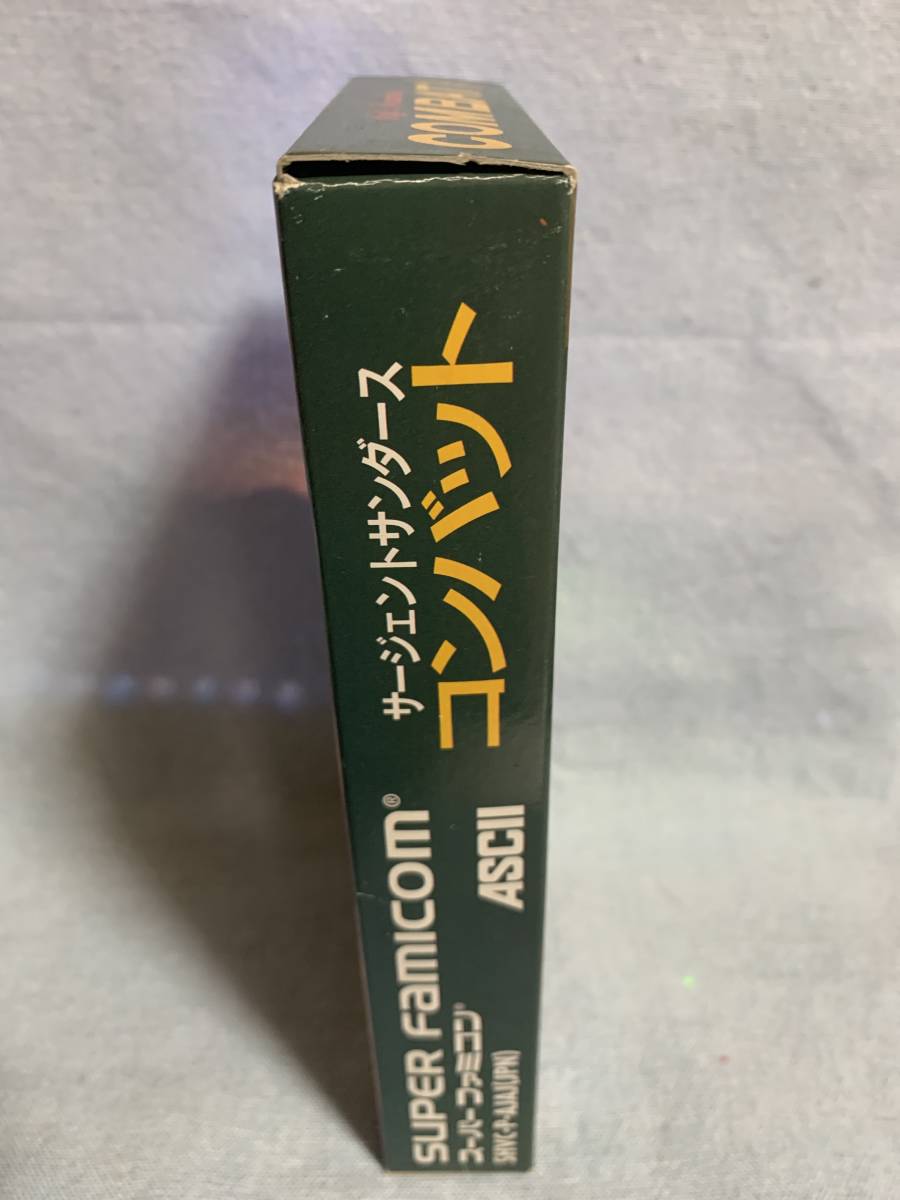 COMBAT
サージェントサンダース
コンバット
SUPER FAMICOM®
スーパーファミコン
ASCII
SHVC-P-AJAJ(JPN)